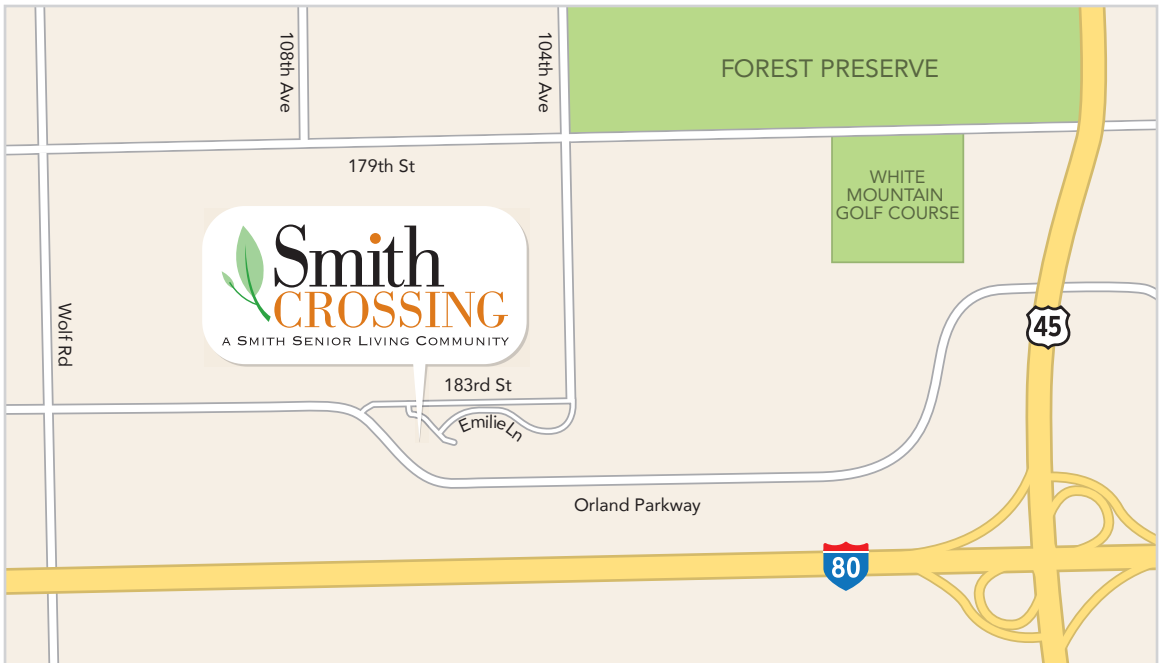 108th Ave
104th Ave
FOREST PRESERVE
179th St
WHITE
MOUNTAIN
GOLF COURSE
Smith
CROSSING
A SMITH SENIOR LIVING COMMUNITY
Wolf Rd
45
183rd St
Emilie Ln
Orland Parkway
80